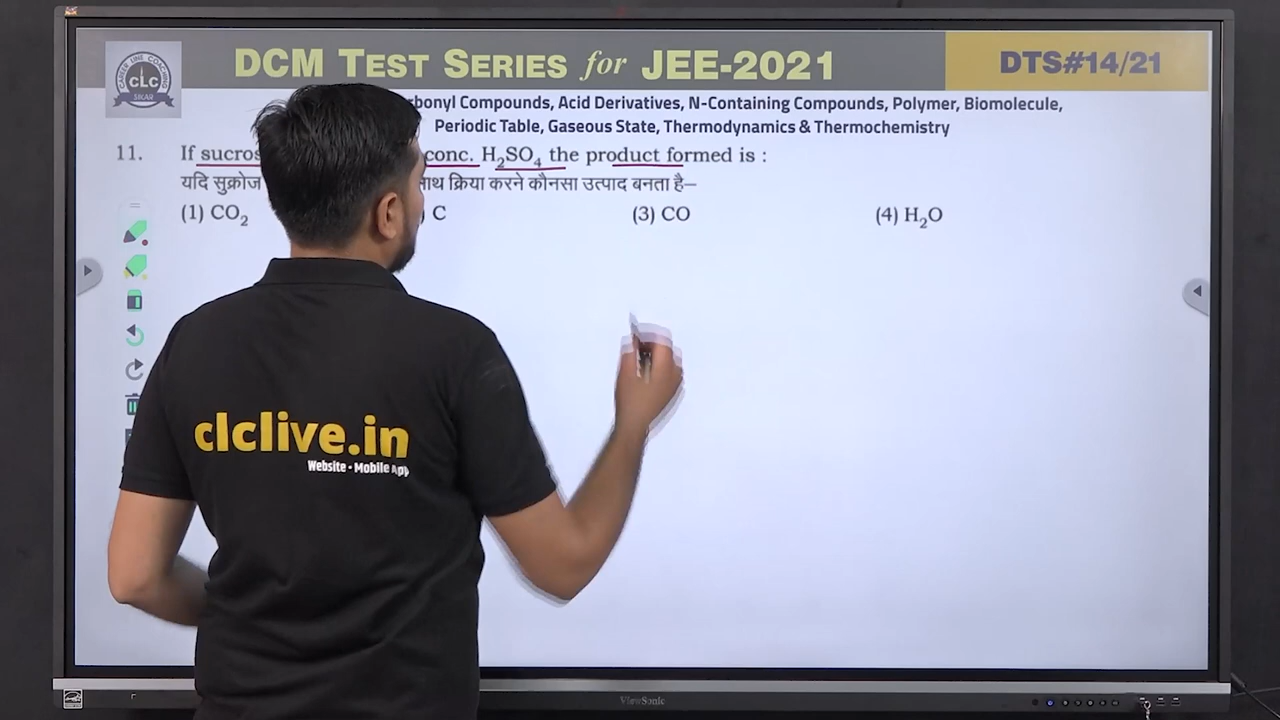 DCM TEST SERIES for JEE-2021
DTS#14/21
CAREER LINE COACHING
CLC
SIKAR
Compounds, Acid Derivatives, N-Containing Compounds, Polymer, Biomolecule,
Periodic Table, Gaseous State, Thermodynamics & Thermochemistry
11. If conc. H₂SO₄ the product formed is :
यदि सुक्रोज क्रिया करने कौनसा उत्पाद बनता है–
(1) CO₂ C (3) CO (4) H₂O
clclive.in
Website • Mobile App
ViewSonic